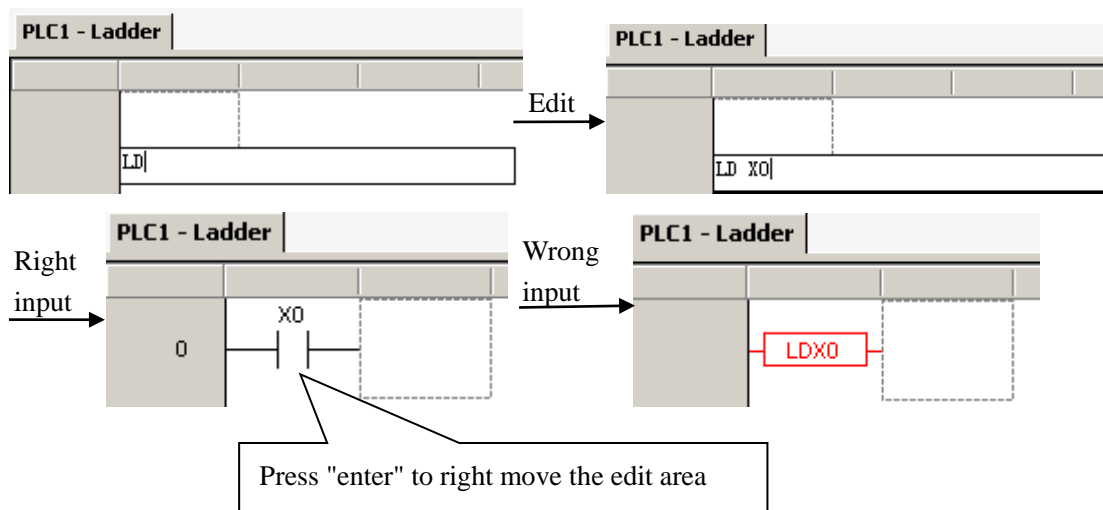 PLC1 - Ladder
LD
Edit
PLC1 - Ladder
LD X0
Right
input
PLC1 - Ladder
X0
0
Wrong
input
PLC1 - Ladder
LDX0
Press "enter" to right move the edit area